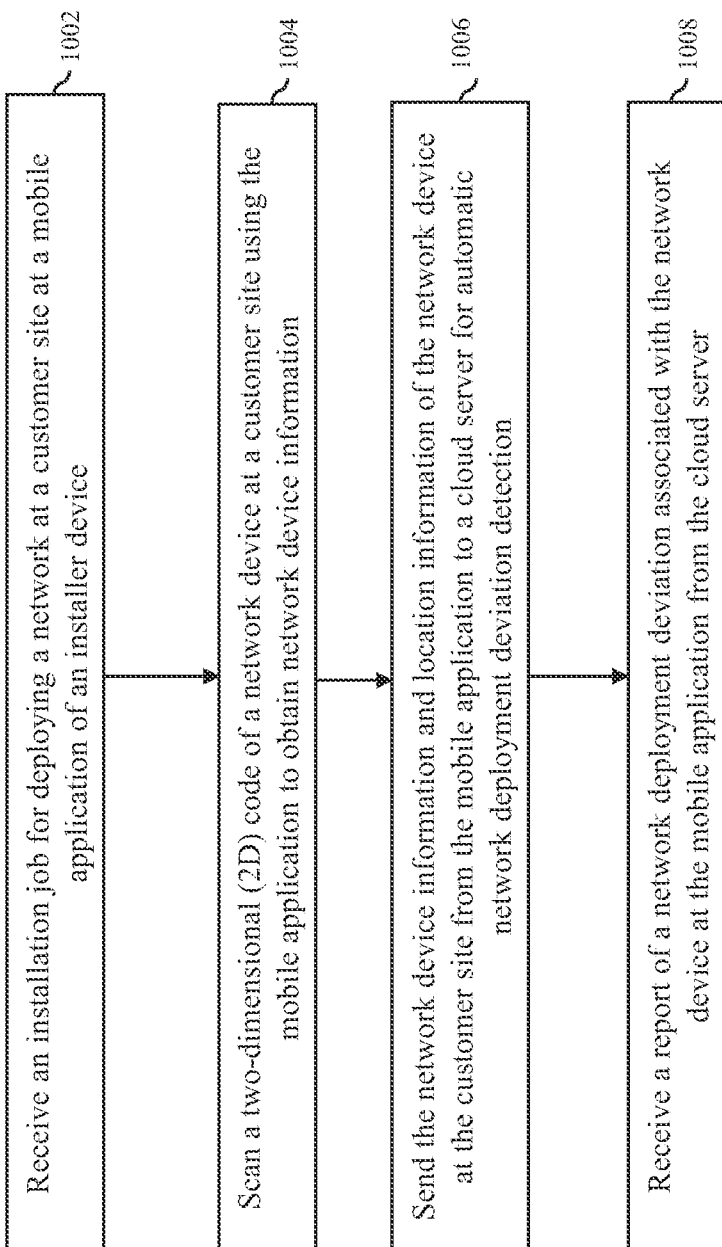 Receive an installation job for deploying a network at a customer site at a mobile
application of an installer device
1002
Scan a two-dimensional (2D) code of a network device at a customer site using the
mobile application to obtain network device information
1004
Send the network device information and location information of the network device
at the customer site from the mobile application to a cloud server for automatic
network deployment deviation detection
1006
Receive a report of a network deployment deviation associated with the network
device at the mobile application from the cloud server
1008